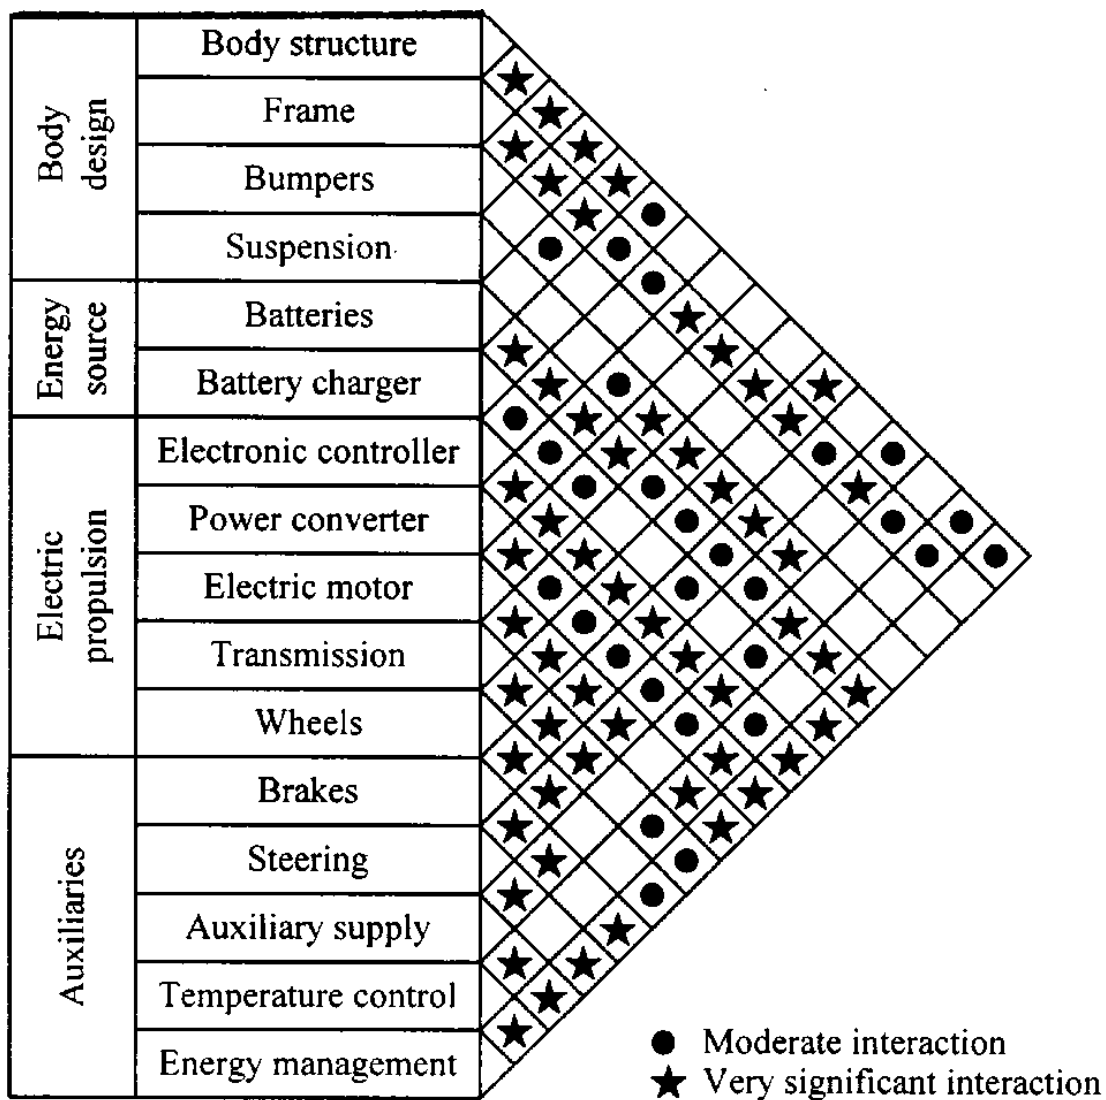 Body
design
Body structure
Frame
Bumpers
Suspension
Energy
source
Batteries
Battery charger
Electric
propulsion
Electronic controller
Power converter
Electric motor
Transmission
Wheels
Auxiliaries
Brakes
Steering
Auxiliary supply
Temperature control
Energy management
Moderate interaction
Very significant interaction